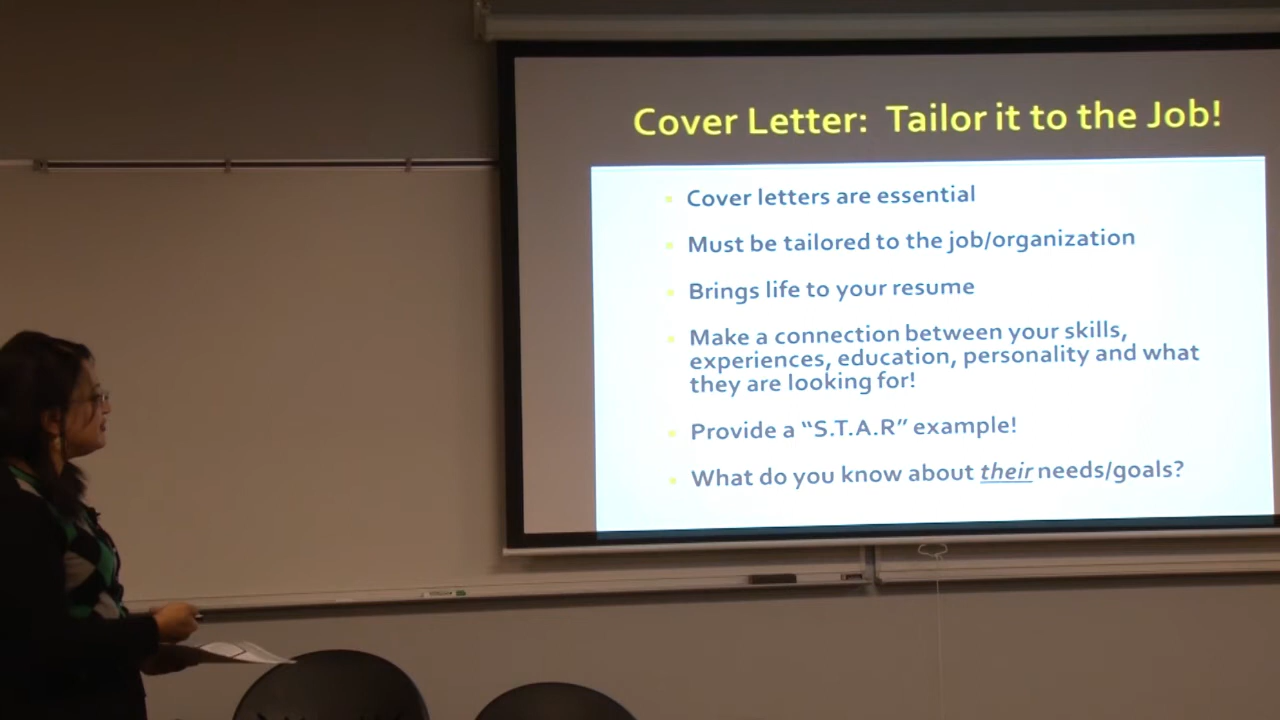 Cover Letter: Tailor it to the Job!
Cover letters are essential
Must be tailored to the job/organization
Brings life to your resume
Make a connection between your skills,
experiences, education, personality and what
they are looking for!
Provide a “S.T.A.R” example!
What do you know about their needs/goals?